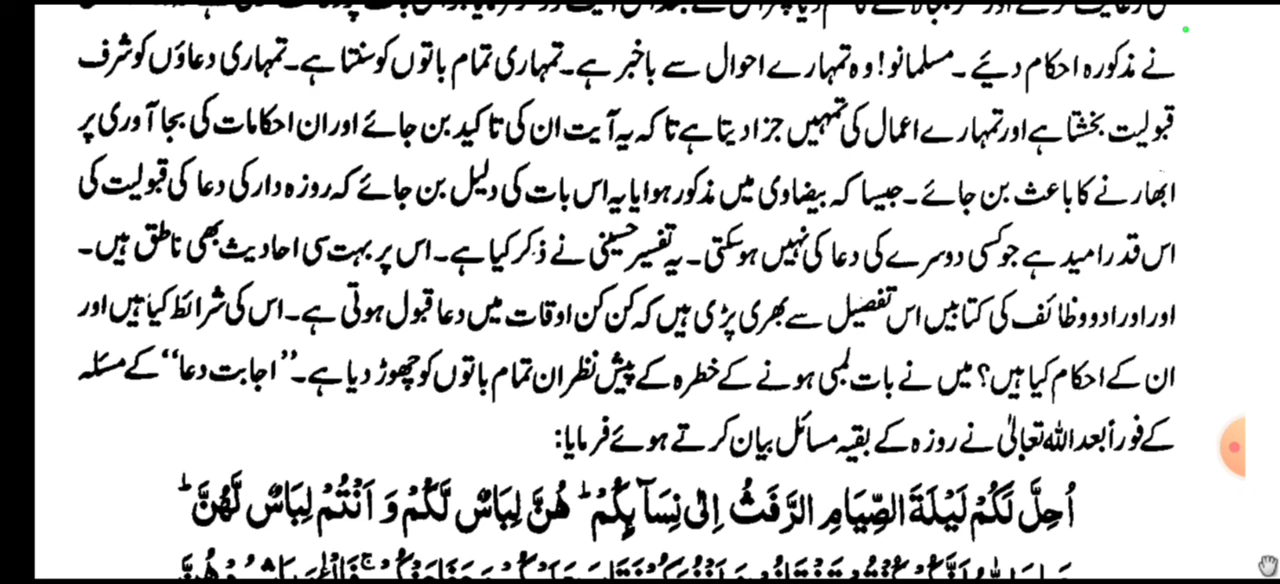 نے مذکورہ احکام دیئے۔ مسلمانو! وہ تمہارے احوال سے باخبر ہے۔ تمہاری تمام باتوں کو سنتا ہے۔ تمہاری دعاؤں کو شرف
قبولیت بخشتا ہے اور تمہارے اعمال کی تمہیں جزا دیتا ہے تا کہ یہ آیت ان کی تاکید بن جائے اور ان احکامات کی بجا آوری پر
ابھارنے کا باعث بن جائے۔ جیسا کہ بیضاوی میں مذکور ہوا یا یہ اس بات کی دلیل بن جائے کہ روزہ دار کی دعا کی قبولیت کی
اس قدر امید ہے جو کسی دوسرے کی دعا کی نہیں ہو سکتی۔ یہ تفسیر حسینی نے ذکر کیا ہے۔ اس پر بہت سی احادیث بھی ناطق ہیں۔
اور اوراد و وظائف کی کتابیں اس تفصیل سے بھری پڑی ہیں کہ کن کن اوقات میں دعا قبول ہوتی ہے۔ اس کی شرائط کیا ہیں اور
ان کے احکام کیا ہیں؟ میں نے بات لمبی ہونے کے خطرہ کے پیش نظر ان تمام باتوں کو چھوڑ دیا ہے۔ ”اجابت دعا“ کے مسئلہ
کے فوراً بعد اللہ تعالیٰ نے روزہ کے بقیہ مسائل بیان کرتے ہوئے فرمایا:
اُحِلَّ لَكُمْ لَيْلَةَ الصِّيَامِ الرَّفَثُ اِلٰى نِسَآىِٕكُمْ ؕ هُنَّ لِبَاسٌ لَّكُمْ وَ اَنْتُمْ لِبَاسٌ لَّهُنَّ ؕ